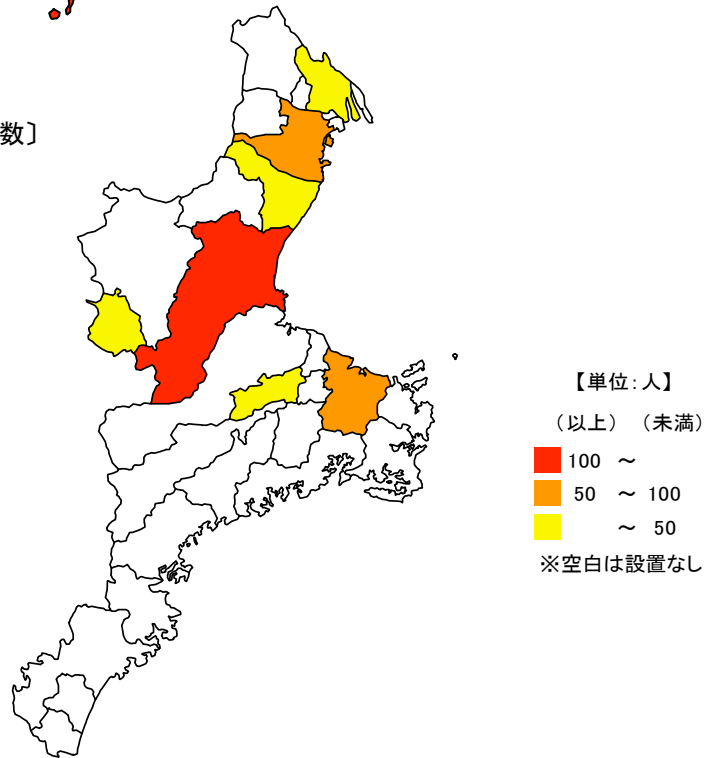 数〕
【単位：人】
（以上） （未満）
100 ～
50 ～ 100
～ 50
※空白は設置なし